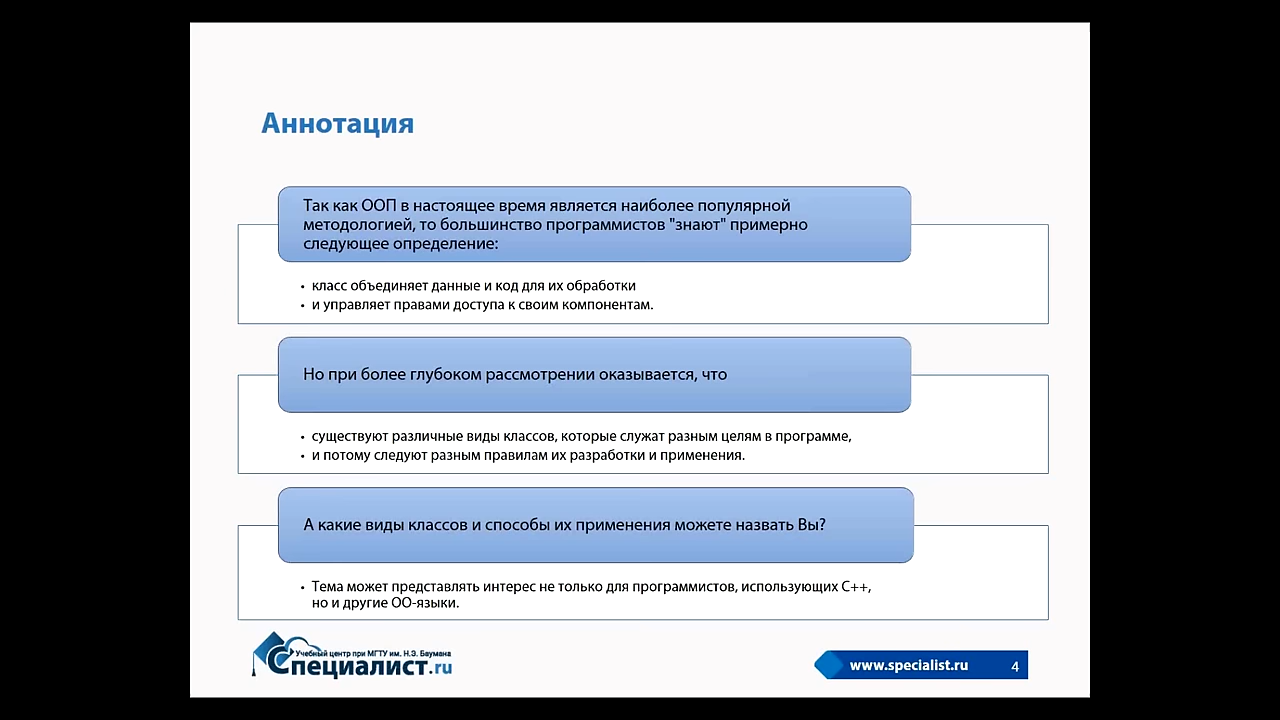 Аннотация
Так как ООП в настоящее время является наиболее популярной
методологией, то большинство программистов "знают" примерно
следующее определение:
• класс объединяет данные и код для их обработки
• и управляет правами доступа к своим компонентам.
Но при более глубоком рассмотрении оказывается, что
• существуют различные виды классов, которые служат разным целям в программе,
• и потому следуют разным правилам их разработки и применения.
А какие виды классов и способы их применения можете назвать Вы?
• Тема может представлять интерес не только для программистов, использующих С++,
но и другие ОО-языки.
Учебный центр при МГТУ им. Н.Э. Баумана
Специалист.ru
www.specialist.ru
4